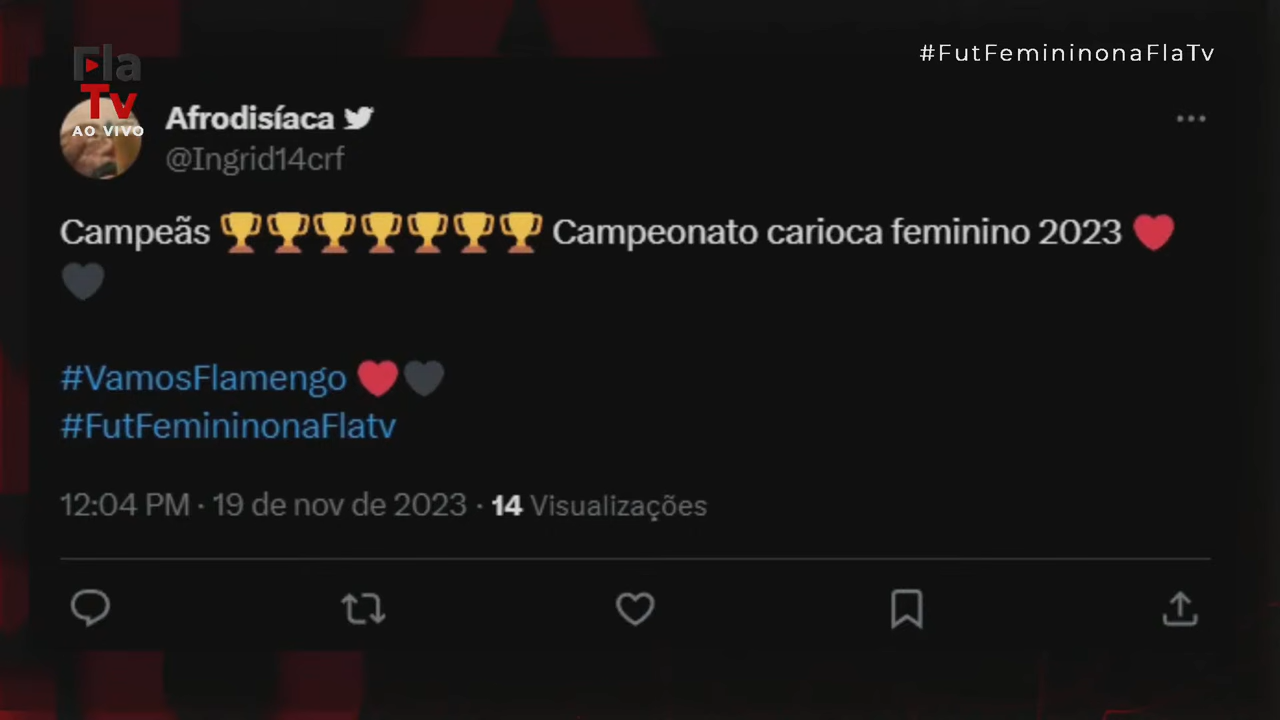 Fla
Tv
AO VIVO
#FutFemininonaFlaTv
Afrodisíaca
@Ingrid14crf
Campeãs 🏆🏆🏆🏆🏆🏆🏆 Campeonato carioca feminino 2023 ❤️
🖤
#VamosFlamengo ❤️🖤
#FutFemininonaFlatv
12:04 PM · 19 de nov de 2023 · 14 Visualizações